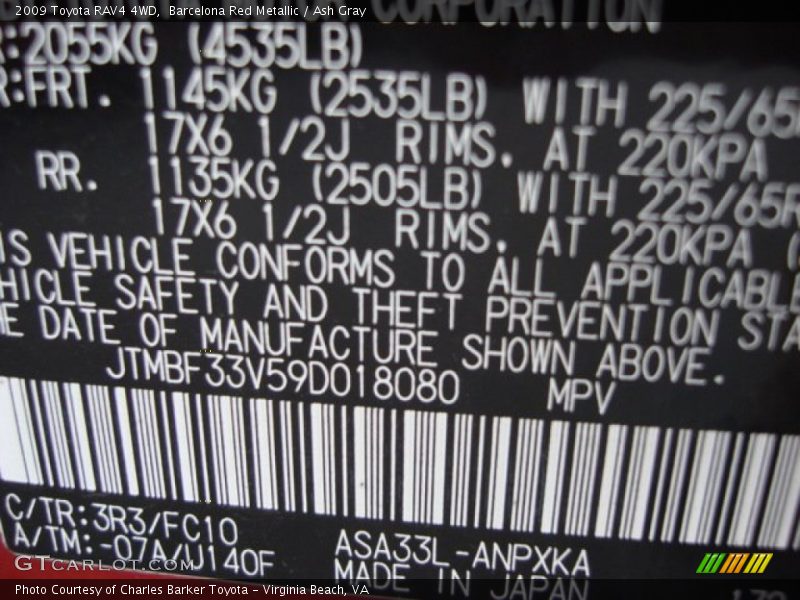 2009 Toyota RAV4 4WD, Barcelona Red Metallic / Ash Gray
CORPORATION
R:2055KG (4535LB)
R:FRT. 1145KG (2535LB) WITH 225/65
17X6 1/2J RIMS. AT 220KPA
RR. 1135KG (2505LB) WITH 225/65R
17X6 1/2J RIMS. AT 220KPA (
IS VEHICLE CONFORMS TO ALL APPLICABLE
HICLE SAFETY AND THEFT PREVENTION STA
E DATE OF MANUFACTURE SHOWN ABOVE.
JTMBF33V59D018080 MPV
C/TR:3R3/FC10
A/TM:-07A/U140F
ASA33L-ANPXKA
MADE IN JAPAN
GTCARLOT.COM
Photo Courtesy of Charles Barker Toyota - Virginia Beach, VA